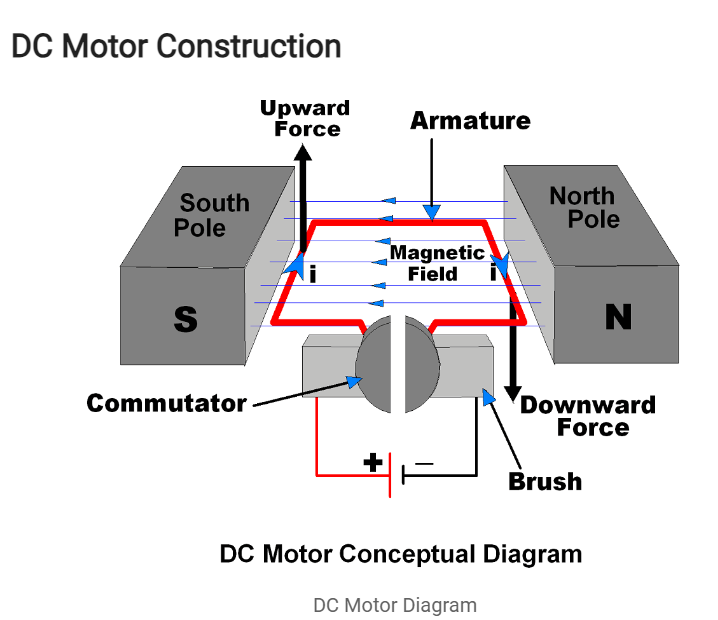 DC Motor Construction
Upward
Force
Armature
South
Pole
North
Pole
Magnetic
Field
i
i
S
N
Commutator
Downward
Force
+
−
Brush
DC Motor Conceptual Diagram
DC Motor Diagram